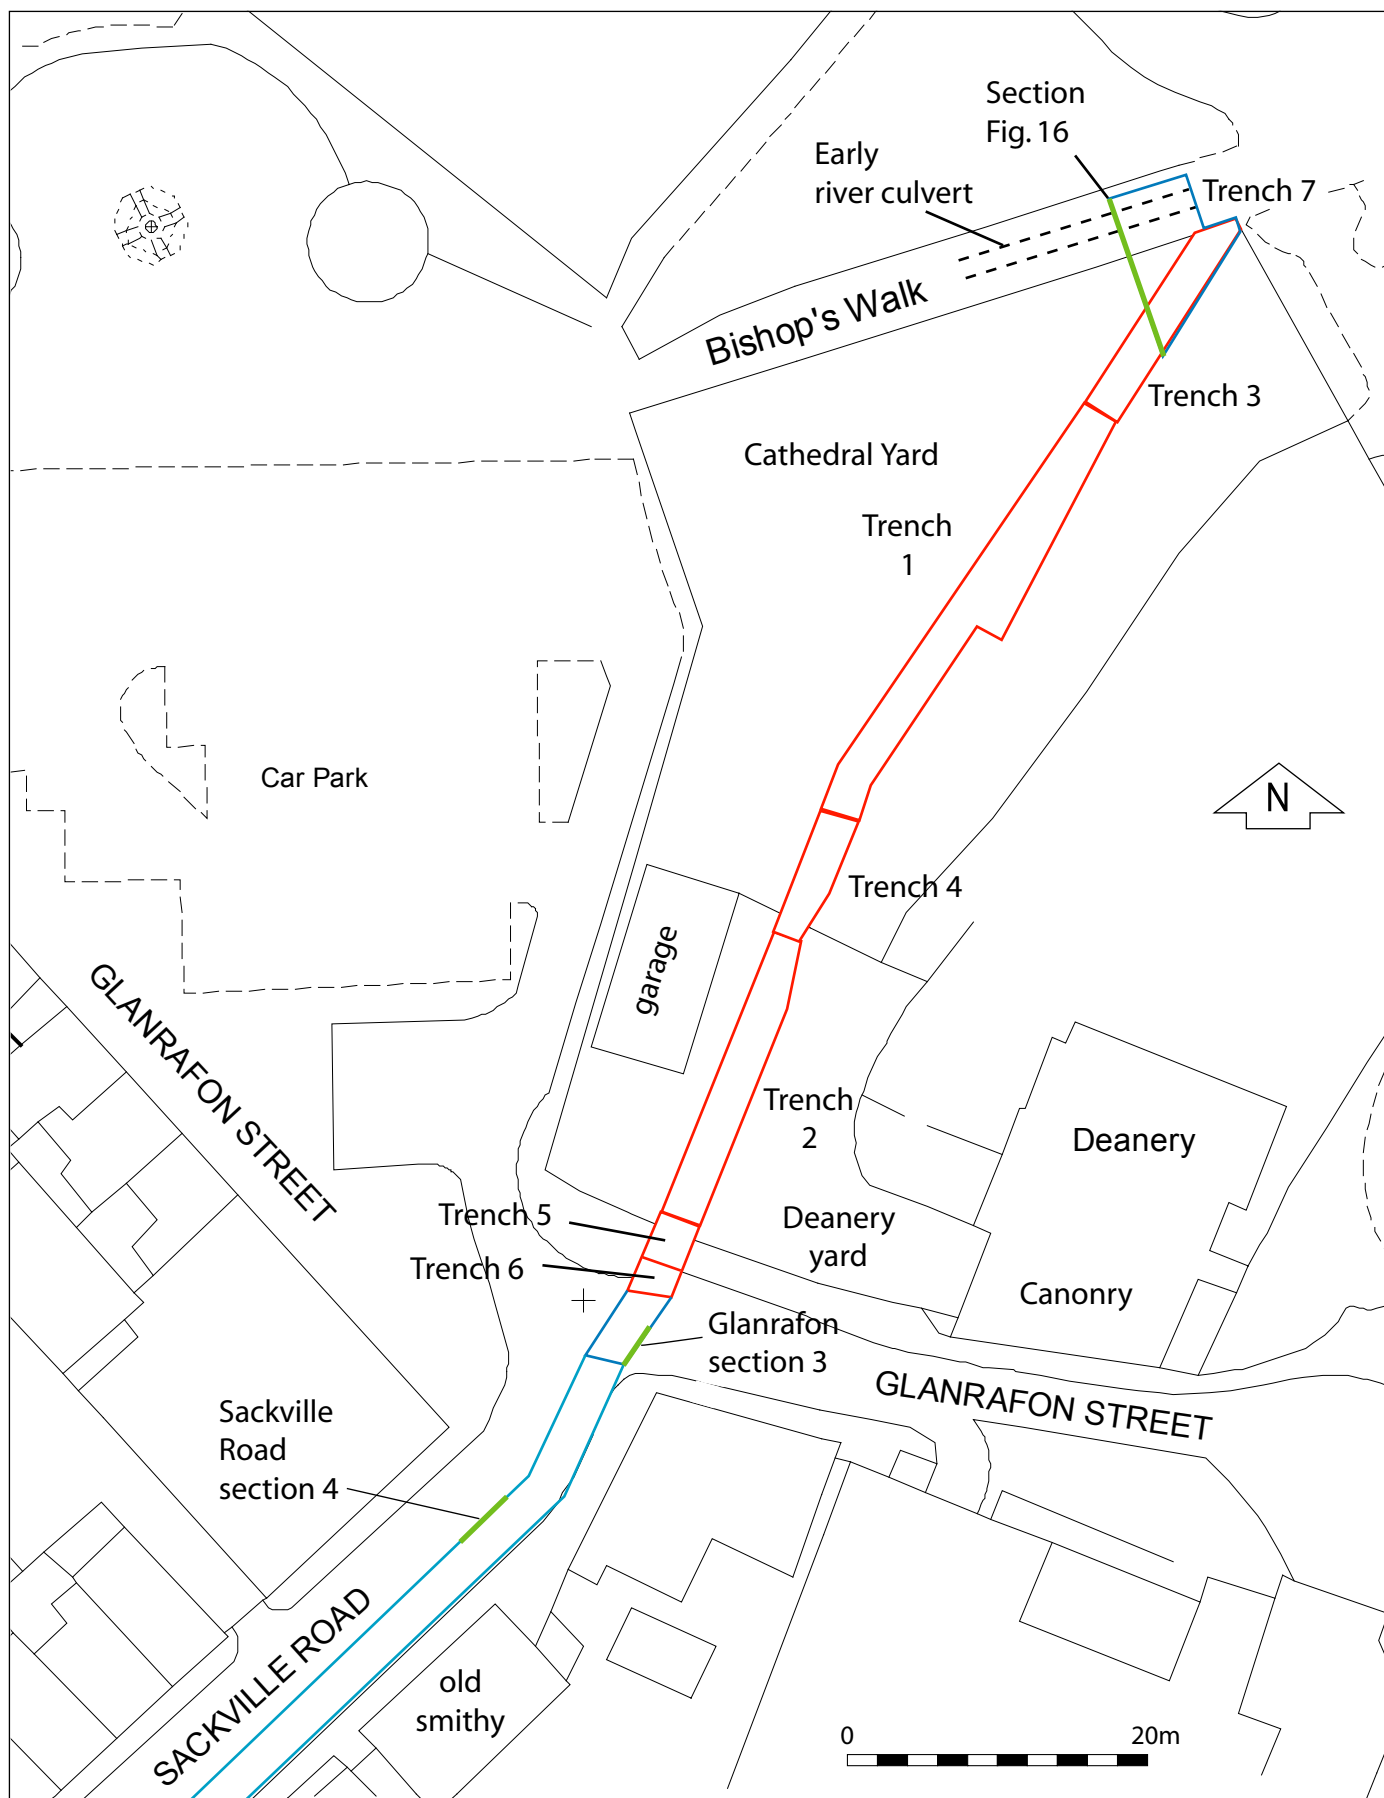 Section
Fig. 16
Early
river culvert
Trench 7
Bishop's Walk
Trench 3
Cathedral Yard
Trench
1
Car Park
N
Trench 4
garage
GLANRAFON STREET
Trench
2
Deanery
Trench 5
Deanery
yard
Trench 6
Canonry
Glanrafon
section 3
GLANRAFON STREET
Sackville
Road
section 4
SACKVILLE ROAD
old
smithy
0 20m